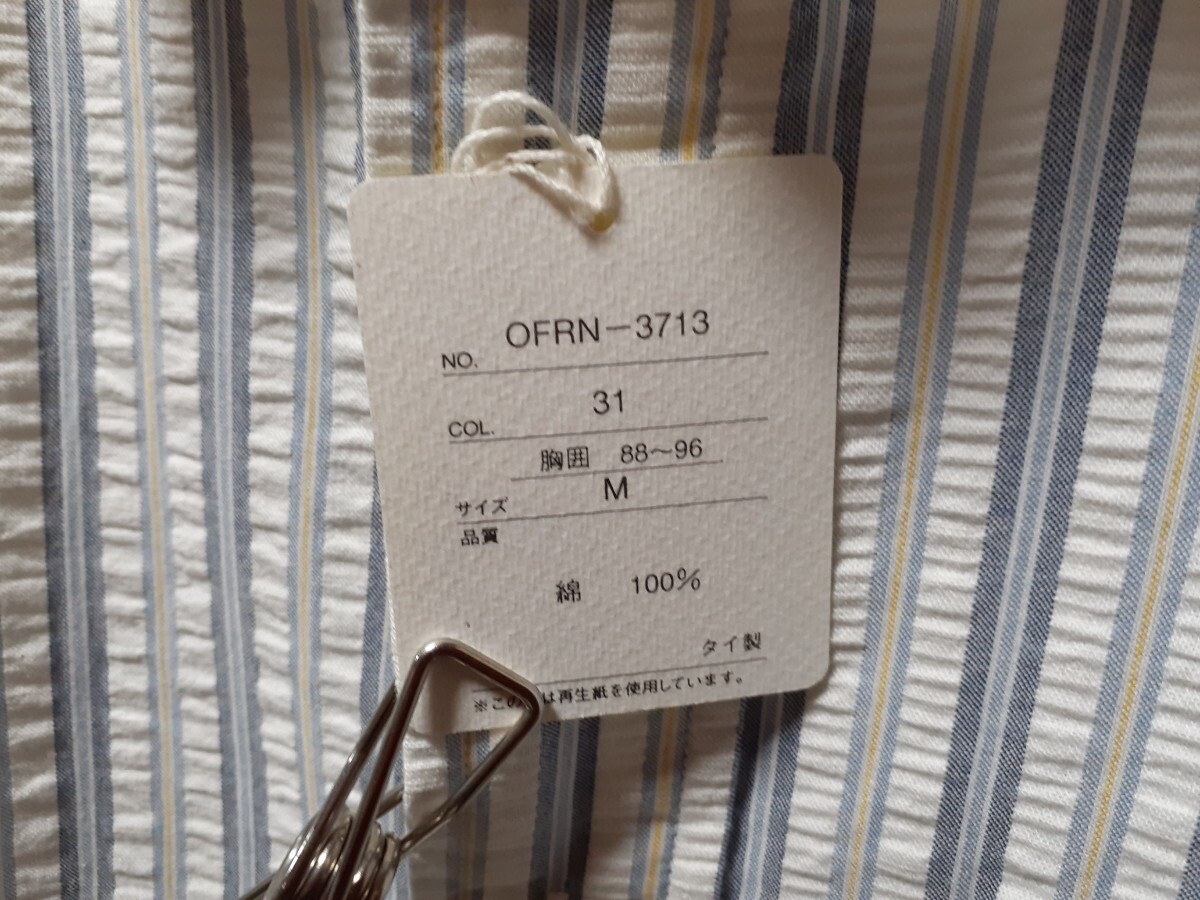 NO. OFRN−3713
COL. 31
胸囲 88〜96
サイズ M
品質
綿 100%
タイ製
※この は再生紙を使用しています。